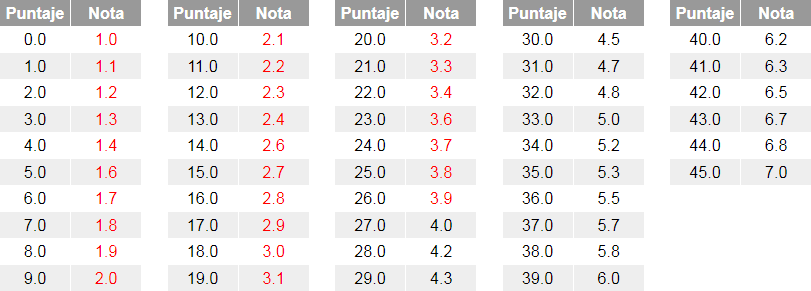 Puntaje Nota Puntaje Nota Puntaje Nota Puntaje Nota Puntaje Nota
0.0 1.0 10.0 2.1 20.0 3.2 30.0 4.5 40.0 6.2
1.0 1.1 11.0 2.2 21.0 3.3 31.0 4.7 41.0 6.3
2.0 1.2 12.0 2.3 22.0 3.4 32.0 4.8 42.0 6.5
3.0 1.3 13.0 2.4 23.0 3.6 33.0 5.0 43.0 6.7
4.0 1.4 14.0 2.6 24.0 3.7 34.0 5.2 44.0 6.8
5.0 1.6 15.0 2.7 25.0 3.8 35.0 5.3 45.0 7.0
6.0 1.7 16.0 2.8 26.0 3.9 36.0 5.5
7.0 1.8 17.0 2.9 27.0 4.0 37.0 5.7
8.0 1.9 18.0 3.0 28.0 4.2 38.0 5.8
9.0 2.0 19.0 3.1 29.0 4.3 39.0 6.0